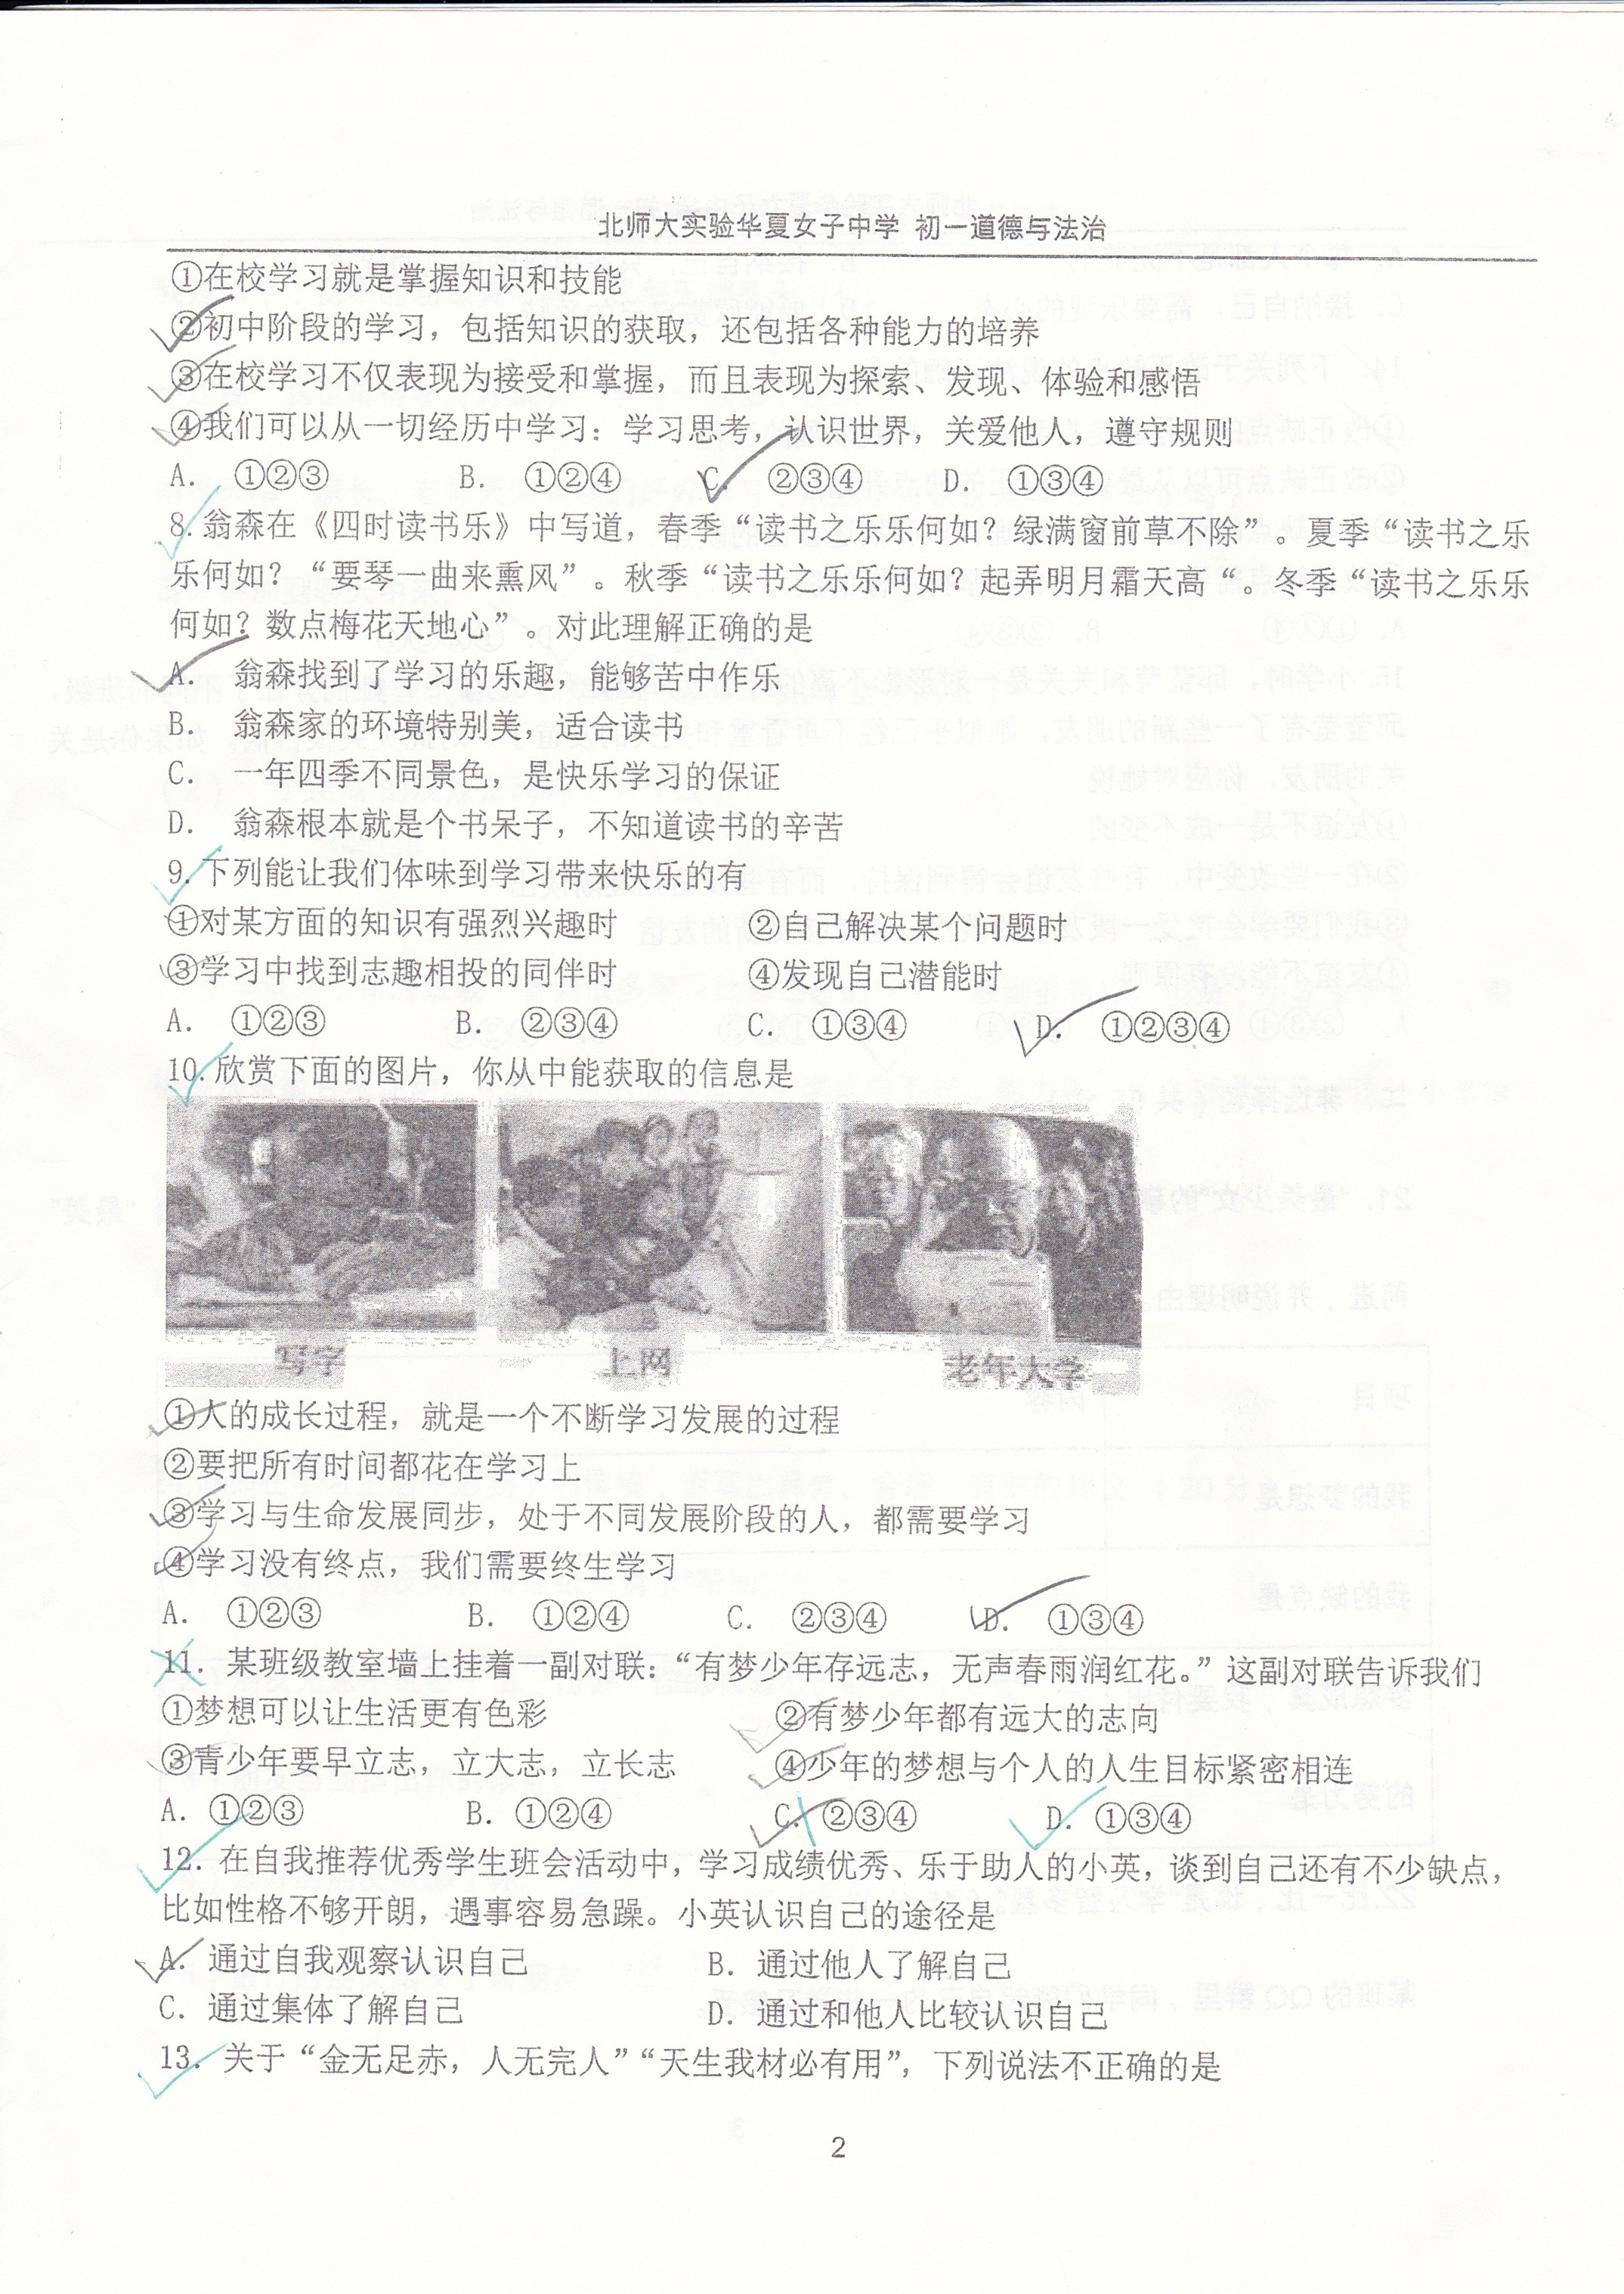 北师大实验华夏女子中学 初一道德与法治
①在校学习就是掌握知识和技能
②初中阶段的学习，包括知识的获取，还包括各种能力的培养
③在校学习不仅表现为接受和掌握，而且表现为探索、发现、体验和感悟
④我们可以从一切经历中学习：学习思考，认识世界，关爱他人，遵守规则
A. ①②③ B. ①②④ C. ②③④ D. ①③④
8.翁森在《四时读书乐》中写道，春季“读书之乐乐何如？绿满窗前草不除”。夏季“读书之乐
乐何如？“要琴一曲来熏风”。秋季“读书之乐乐何如？起弄明月霜天高“。冬季“读书之乐乐
何如？数点梅花天地心”。对此理解正确的是
A. 翁森找到了学习的乐趣，能够苦中作乐
B. 翁森家的环境特别美，适合读书
C. 一年四季不同景色，是快乐学习的保证
D. 翁森根本就是个书呆子，不知道读书的辛苦
9.下列能让我们体味到学习带来快乐的有
①对某方面的知识有强烈兴趣时 ②自己解决某个问题时
③学习中找到志趣相投的同伴时 ④发现自己潜能时
A. ①②③ B. ②③④ C. ①③④ D. ①②③④
10.欣赏下面的图片，你从中能获取的信息是
写字 上网 老年大学
①人的成长过程，就是一个不断学习发展的过程
②要把所有时间都花在学习上
③学习与生命发展同步，处于不同发展阶段的人，都需要学习
④学习没有终点，我们需要终生学习
A. ①②③ B. ①②④ C. ②③④ D. ①③④
11. 某班级教室墙上挂着一副对联：“有梦少年存远志，无声春雨润红花。”这副对联告诉我们
①梦想可以让生活更有色彩 ②有梦少年都有远大的志向
③青少年要早立志，立大志，立长志 ④少年的梦想与个人的人生目标紧密相连
A. ①②③ B. ①②④ C. ②③④ D. ①③④
12. 在自我推荐优秀学生班会活动中，学习成绩优秀、乐于助人的小英，谈到自己还有不少缺点，
比如性格不够开朗，遇事容易急躁。小英认识自己的途径是
A. 通过自我观察认识自己 B. 通过他人了解自己
C. 通过集体了解自己 D. 通过和他人比较认识自己
13. 关于“金无足赤，人无完人”“天生我材必有用”，下列说法不正确的是
2